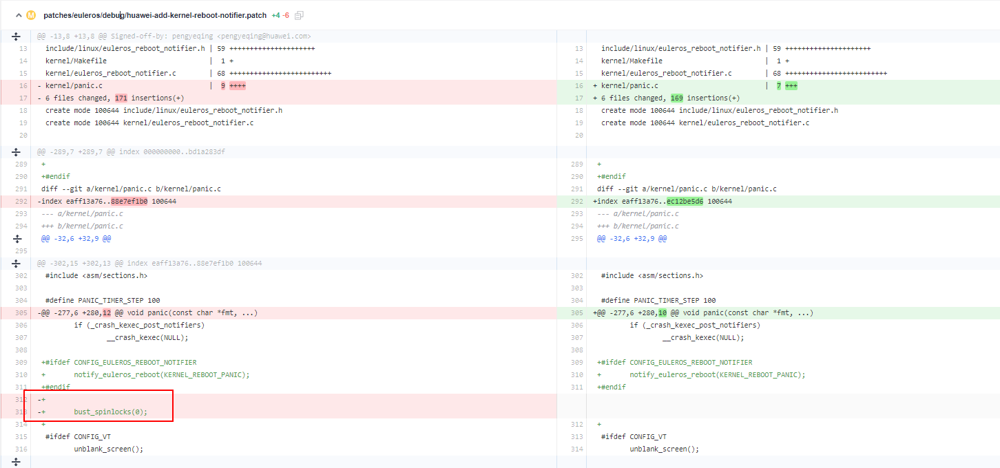 M patches/euleros/debug/huawei-add-kernel-reboot-notifier.patch +4 -6
@@ -13,8 +13,8 @@ Signed-off-by: pengyeqing <pengyeqing@huawei.com>
13 include/linux/euleros_reboot_notifier.h | 59 +++++++++++++++++++++ 13 include/linux/euleros_reboot_notifier.h | 59 +++++++++++++++++++++
14 kernel/Makefile | 1 + 14 kernel/Makefile | 1 +
15 kernel/euleros_reboot_notifier.c | 68 +++++++++++++++++++++++++ 15 kernel/euleros_reboot_notifier.c | 68 +++++++++++++++++++++++++
16 - kernel/panic.c | 9 ++++ 16 + kernel/panic.c | 7 +++
17 - 6 files changed, 171 insertions(+) 17 + 6 files changed, 169 insertions(+)
18 create mode 100644 include/linux/euleros_reboot_notifier.h 18 create mode 100644 include/linux/euleros_reboot_notifier.h
19 create mode 100644 kernel/euleros_reboot_notifier.c 19 create mode 100644 kernel/euleros_reboot_notifier.c
20 20
@@ -289,7 +289,7 @@ index 000000000..bd1a283df
289 + 289 +
290 +#endif 290 +#endif
291 diff --git a/kernel/panic.c b/kernel/panic.c 291 diff --git a/kernel/panic.c b/kernel/panic.c
292 -index eaff13a76..88e7ef1b0 100644 292 +index eaff13a76..ec12be5d6 100644
293 --- a/kernel/panic.c 293 --- a/kernel/panic.c
294 +++ b/kernel/panic.c 294 +++ b/kernel/panic.c
@@ -32,6 +32,9 @@ 295 @@ -32,6 +32,9 @@
295
@@ -302,15 +302,13 @@ index eaff13a76..88e7ef1b0 100644
302 #include <asm/sections.h> 302 #include <asm/sections.h>
303 303
304 #define PANIC_TIMER_STEP 100 304 #define PANIC_TIMER_STEP 100
305 -@@ -277,6 +280,12 @@ void panic(const char *fmt, ...) 305 +@@ -277,6 +280,10 @@ void panic(const char *fmt, ...)
306 if (_crash_kexec_post_notifiers) 306 if (_crash_kexec_post_notifiers)
307 __crash_kexec(NULL); 307 __crash_kexec(NULL);
308 308
309 +#ifdef CONFIG_EULEROS_REBOOT_NOTIFIER 309 +#ifdef CONFIG_EULEROS_REBOOT_NOTIFIER
310 + notify_euleros_reboot(KERNEL_REBOOT_PANIC); 310 + notify_euleros_reboot(KERNEL_REBOOT_PANIC);
311 +#endif 311 +#endif
312 -+
313 -+ bust_spinlocks(0);
314 + 312 +
315 #ifdef CONFIG_VT 313 #ifdef CONFIG_VT
316 unblank_screen(); 314 unblank_screen();